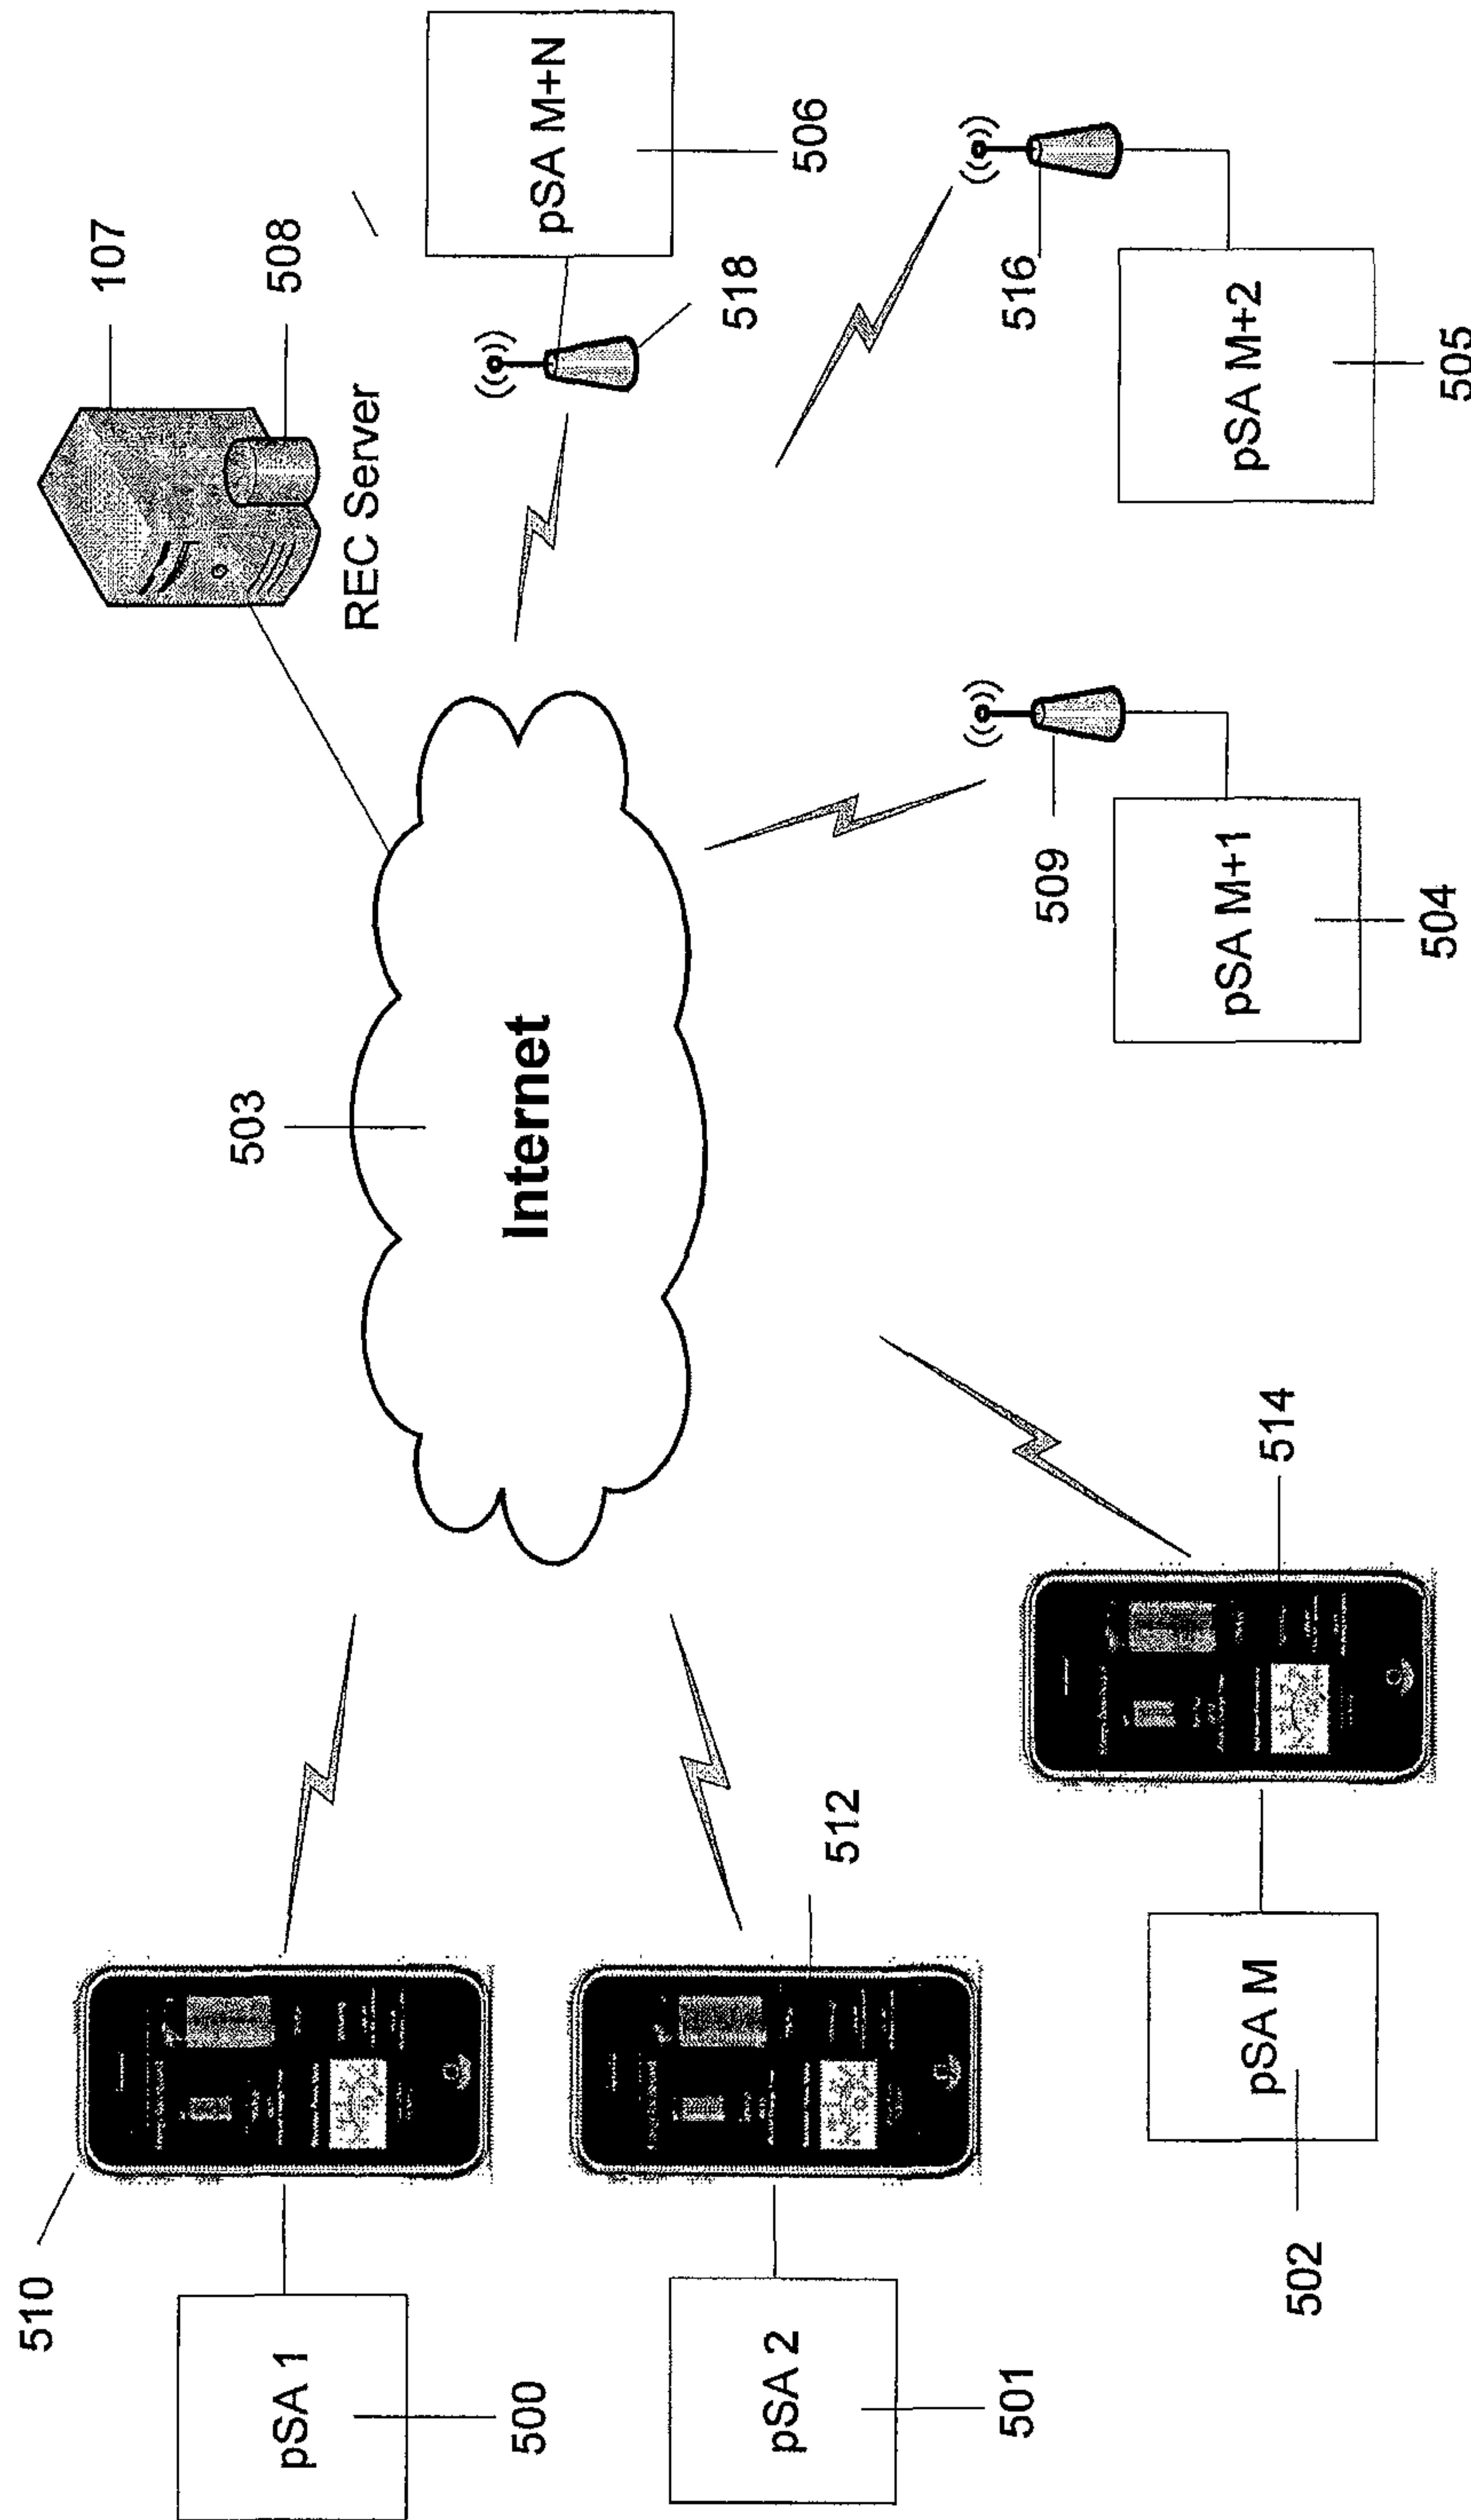 107
508
REC Server
pSA M+N
506
518
503
Internet
510
pSA 1
500
pSA 2
501
512
509
pSA M+1
504
516
pSA M+2
505
514
pSA M
502